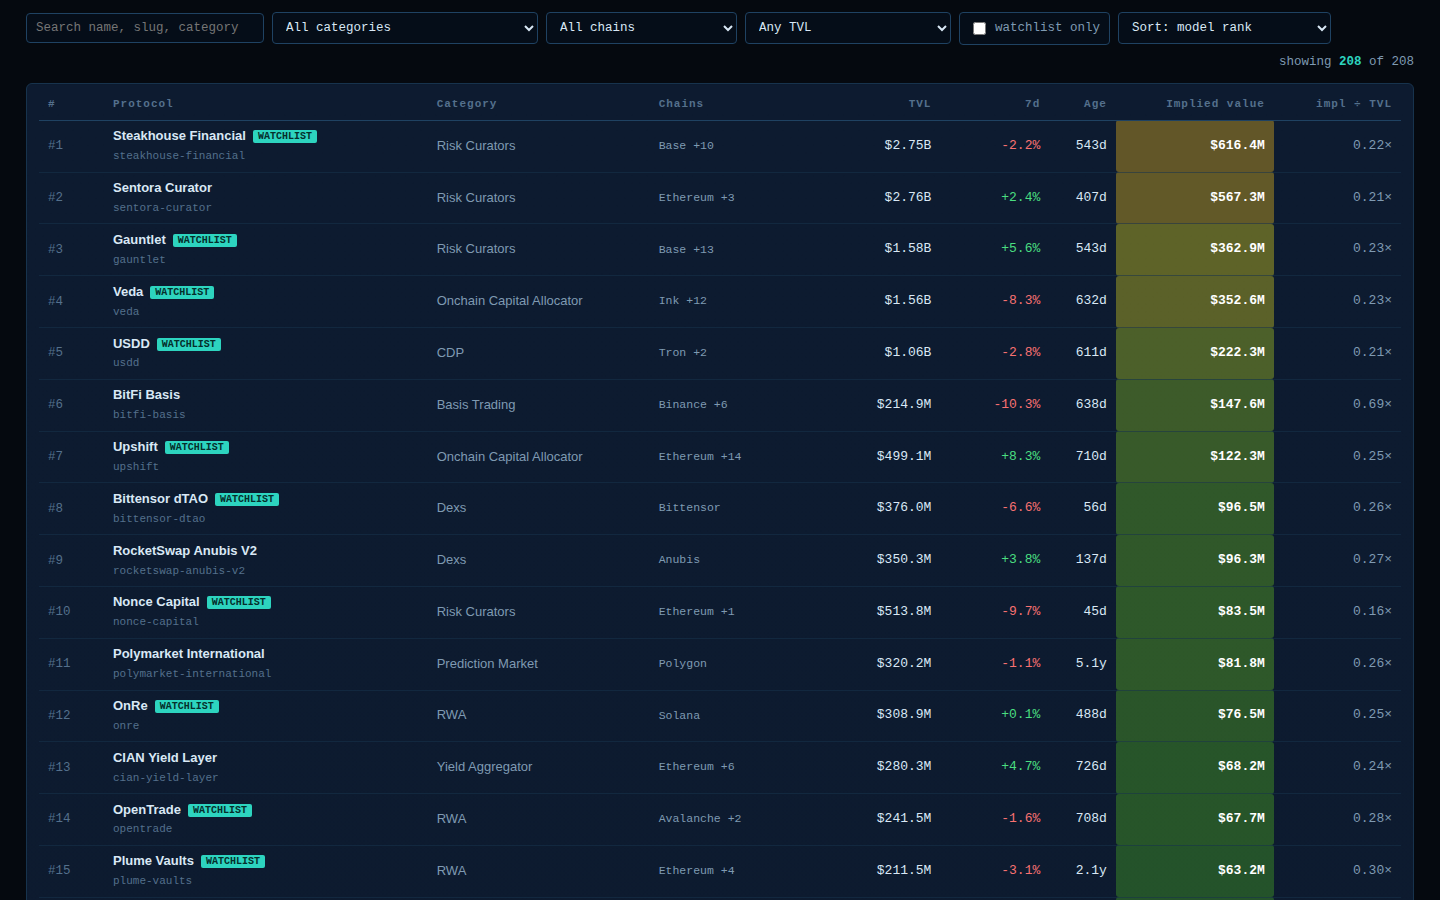 Search name, slug, category All categories All chains Any TVL watchlist only Sort: model rank
showing 208 of 208
# Protocol Category Chains TVL 7d Age Implied value impl ÷ TVL
#1 Steakhouse Financial WATCHLIST Risk Curators Base +10 $2.75B -2.2% 543d $616.4M 0.22×
steakhouse-financial
#2 Sentora Curator Risk Curators Ethereum +3 $2.76B +2.4% 407d $567.3M 0.21×
sentora-curator
#3 Gauntlet WATCHLIST Risk Curators Base +13 $1.58B +5.6% 543d $362.9M 0.23×
gauntlet
#4 Veda WATCHLIST Onchain Capital Allocator Ink +12 $1.56B -8.3% 632d $352.6M 0.23×
veda
#5 USDD WATCHLIST CDP Tron +2 $1.06B -2.8% 611d $222.3M 0.21×
usdd
#6 BitFi Basis Basis Trading Binance +6 $214.9M -10.3% 638d $147.6M 0.69×
bitfi-basis
#7 Upshift WATCHLIST Onchain Capital Allocator Ethereum +14 $499.1M +8.3% 710d $122.3M 0.25×
upshift
#8 Bittensor dTAO WATCHLIST Dexs Bittensor $376.0M -6.6% 56d $96.5M 0.26×
bittensor-dtao
#9 RocketSwap Anubis V2 Dexs Anubis $350.3M +3.8% 137d $96.3M 0.27×
rocketswap-anubis-v2
#10 Nonce Capital WATCHLIST Risk Curators Ethereum +1 $513.8M -9.7% 45d $83.5M 0.16×
nonce-capital
#11 Polymarket International Prediction Market Polygon $320.2M -1.1% 5.1y $81.8M 0.26×
polymarket-international
#12 OnRe WATCHLIST RWA Solana $308.9M +0.1% 488d $76.5M 0.25×
onre
#13 CIAN Yield Layer Yield Aggregator Ethereum +6 $280.3M +4.7% 726d $68.2M 0.24×
cian-yield-layer
#14 OpenTrade WATCHLIST RWA Avalanche +2 $241.5M -1.6% 708d $67.7M 0.28×
opentrade
#15 Plume Vaults WATCHLIST RWA Ethereum +4 $211.5M -3.1% 2.1y $63.2M 0.30×
plume-vaults